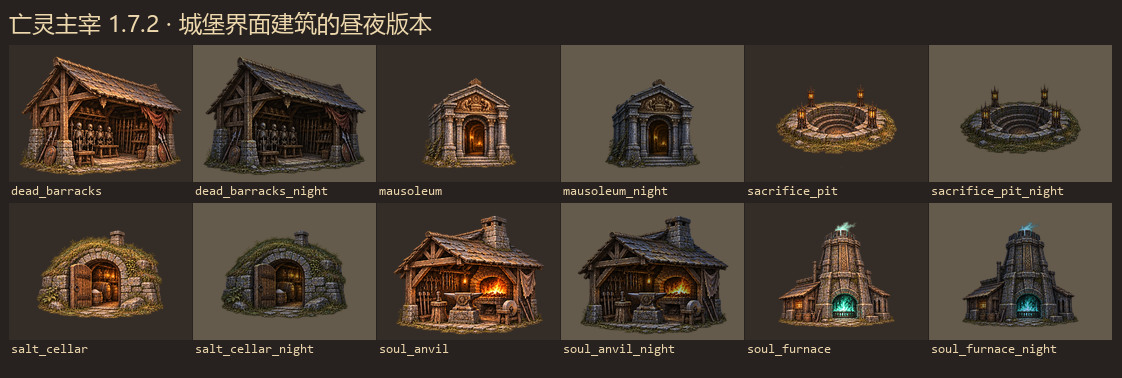 亡灵主宰 1.7.2 · 城堡界面建筑的昼夜版本
dead_barracks
dead_barracks_night
mausoleum
mausoleum_night
sacrifice_pit
sacrifice_pit_night
salt_cellar
salt_cellar_night
soul_anvil
soul_anvil_night
soul_furnace
soul_furnace_night